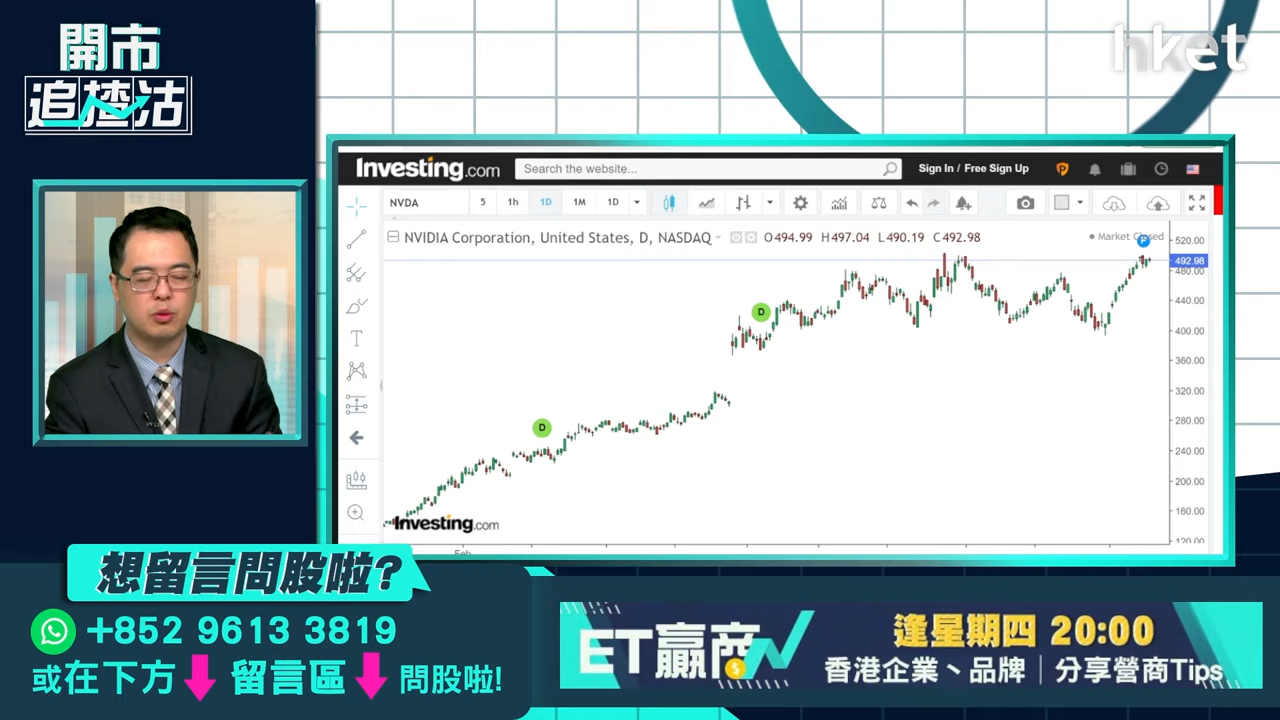 開市
追揸沽
hket
Investing.com
Search the website...
Sign In / Free Sign Up
NVDA
5
1h
1D
1M
1D
NVIDIA Corporation, United States, D, NASDAQ
O494.99 H497.04 L490.19 C492.98
Market Closed
P
520.00
492.98
480.00
440.00
400.00
360.00
320.00
280.00
240.00
200.00
160.00
120.00
D
D
Investing.com
Feb
想留言問股啦?
+852 9613 3819
或在下方 留言區 問股啦!
ET贏商
逢星期四 20:00
香港企業、品牌|分享營商Tips